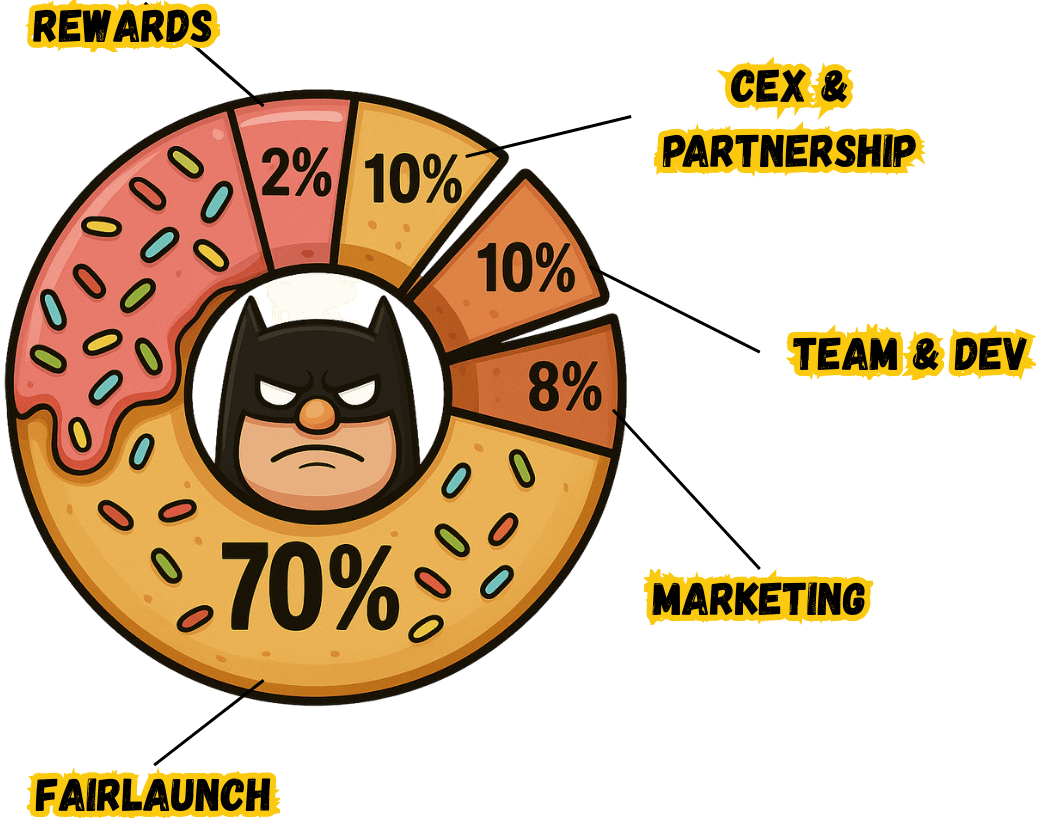 REWARDS
CEX &
PARTNERSHIP
2%
10%
10%
TEAM & DEV
8%
MARKETING
70%
FAIRLAUNCH